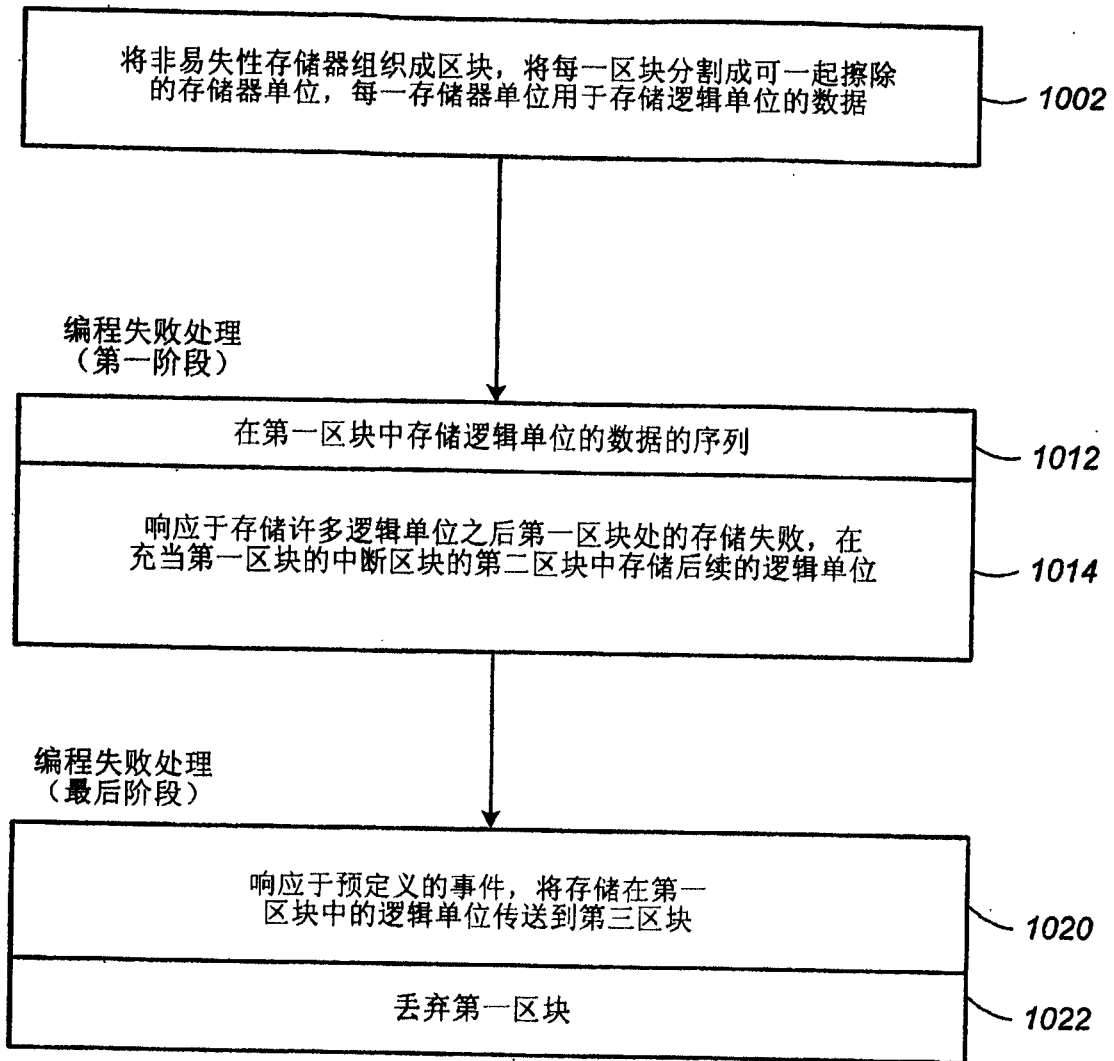 将非易失性存储器组织成区块，将每一区块分割成可一起擦除
的存储器单位，每一存储器单位用于存储逻辑单位的数据
1002
编程失败处理
（第一阶段）
在第一区块中存储逻辑单位的数据的序列
1012
响应于存储许多逻辑单位之后第一区块处的存储失败，在
充当第一区块的中断区块的第二区块中存储后续的逻辑单位
1014
编程失败处理
（最后阶段）
响应于预定义的事件，将存储在第一
区块中的逻辑单位传送到第三区块
1020
丢弃第一区块
1022